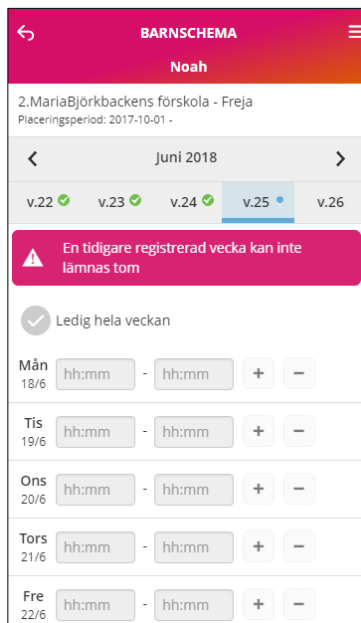 BARNSCHEMA
Noah
2.MariaBjörkbackens förskola - Freja
Placeringsperiod: 2017-10-01 -
Juni 2018
v.22 v.23 v.24 v.25 v.26
En tidigare registrerad vecka kan inte
lämnas tom
Ledig hela veckan
Mån
18/6 hh:mm - hh:mm + −
Tis
19/6 hh:mm - hh:mm + −
Ons
20/6 hh:mm - hh:mm + −
Tors
21/6 hh:mm - hh:mm + −
Fre
22/6 hh:mm - hh:mm + −